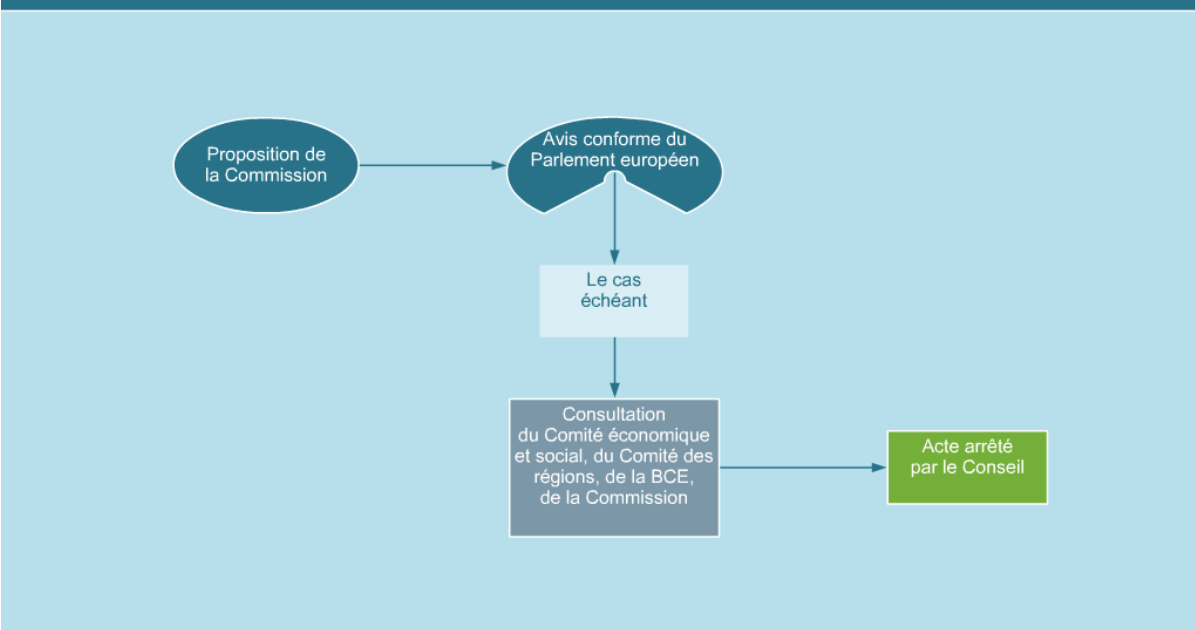 Proposition de
la Commission
Avis conforme du
Parlement européen
Le cas
échéant
Consultation
du Comité économique
et social, du Comité des
régions, de la BCE,
de la Commission
Acte arrêté
par le Conseil